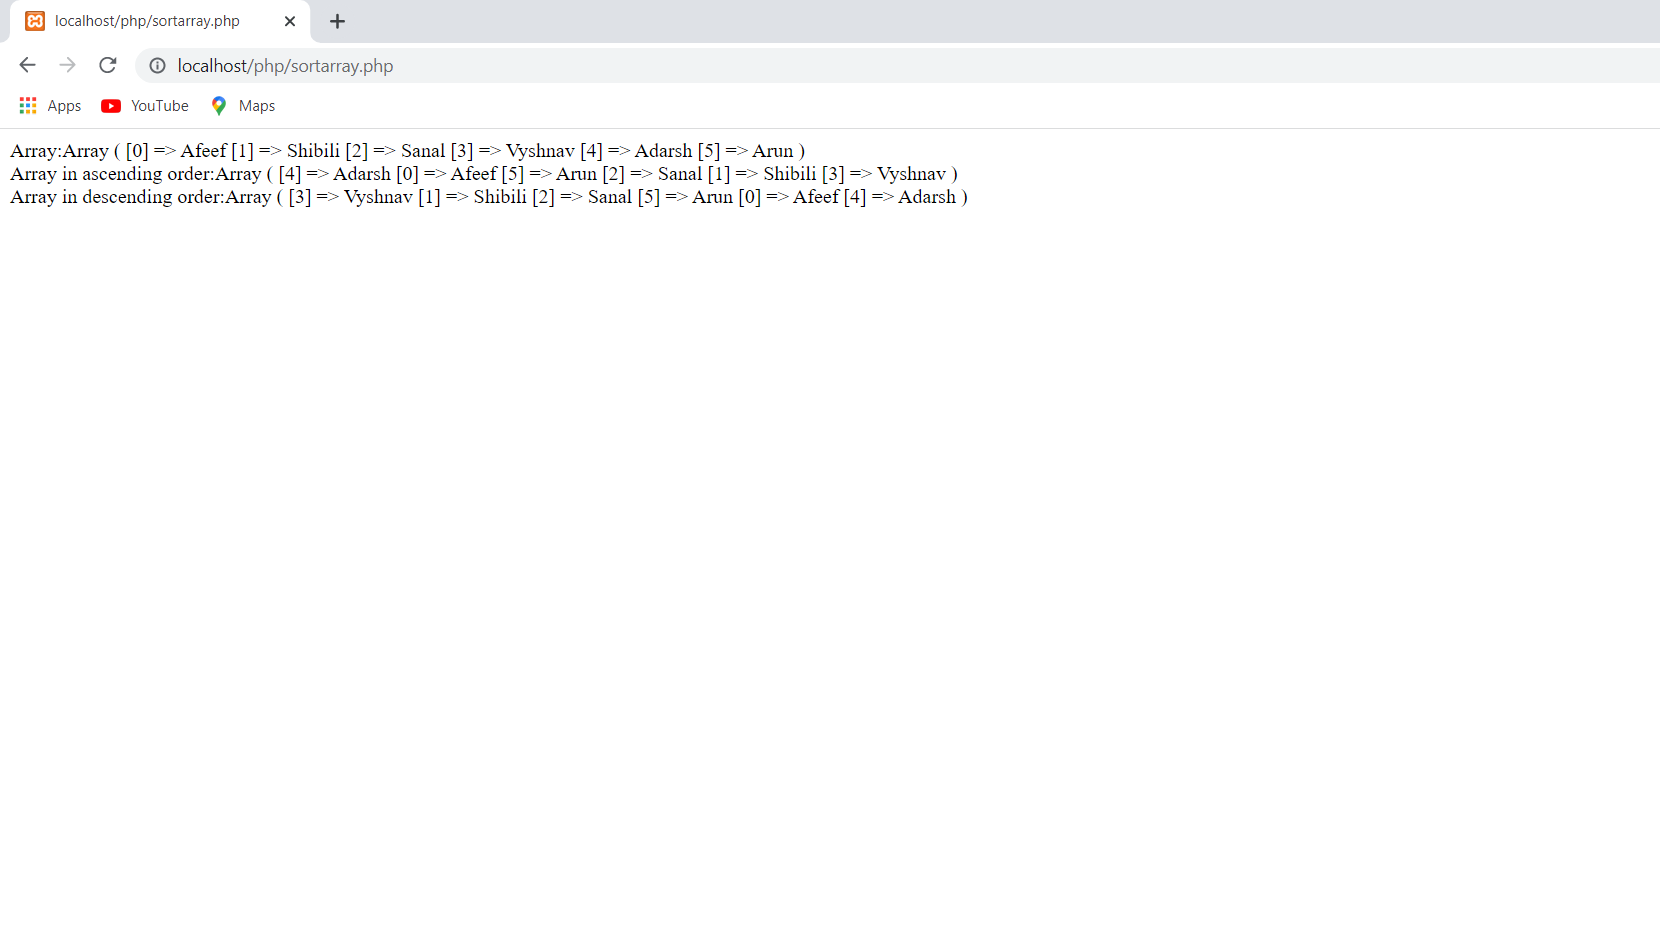 localhost/php/sortarray.php
localhost/php/sortarray.php
Apps YouTube Maps
Array:Array ( [0] => Afeef [1] => Shibili [2] => Sanal [3] => Vyshnav [4] => Adarsh [5] => Arun )
Array in ascending order:Array ( [4] => Adarsh [0] => Afeef [5] => Arun [2] => Sanal [1] => Shibili [3] => Vyshnav )
Array in descending order:Array ( [3] => Vyshnav [1] => Shibili [2] => Sanal [5] => Arun [0] => Afeef [4] => Adarsh )